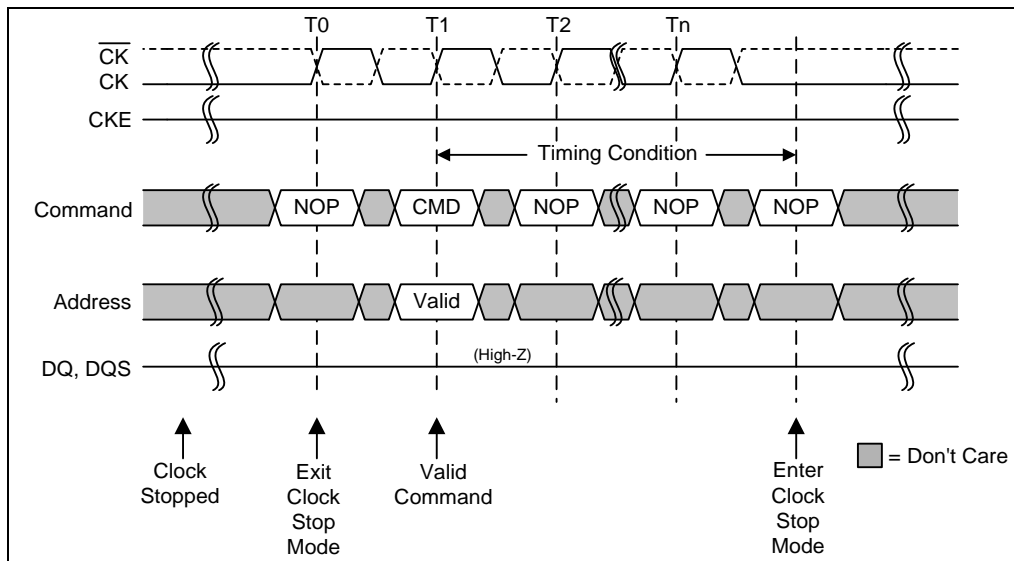 T0 T1 T2 Tn
CK
CK
CKE
Timing Condition
Command NOP CMD NOP NOP NOP
Address Valid
(High-Z)
DQ, DQS
Clock
Stopped
Exit
Clock
Stop
Mode
Valid
Command
Enter
Clock
Stop
Mode
= Don't Care